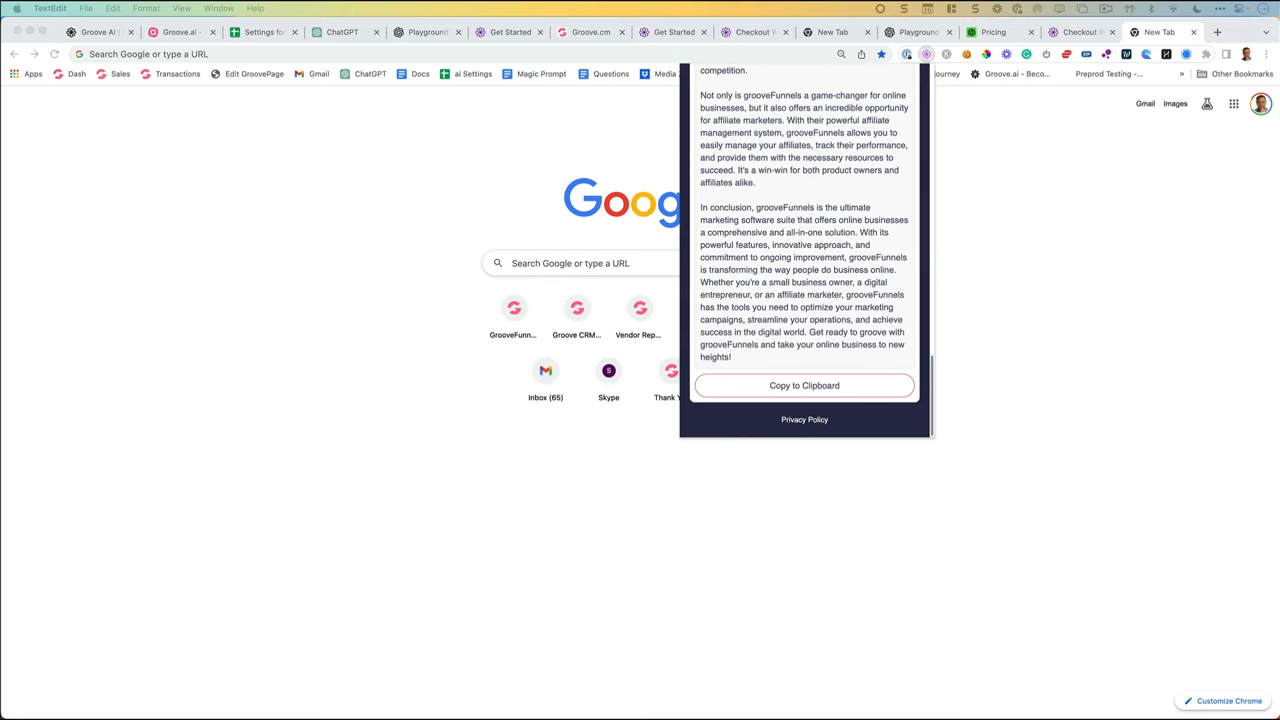 TextEdit File Edit Format View Window Help
Groove AI | Groove.ai - Settings for ChatGPT Playground Get Started Groove.cm Get Started Checkout New Tab Playground Pricing Checkout New Tab
Search Google or type a URL
Apps Dash Sales Transactions Edit GroovePage Gmail ChatGPT Docs ai Settings Magic Prompt Questions Media journey Groove.ai - Beco... Preprod Testing -... » Other Bookmarks
Gmail Images
competition.
Not only is grooveFunnels a game-changer for online
businesses, but it also offers an incredible opportunity
for affiliate marketers. With their powerful affiliate
management system, grooveFunnels allows you to
easily manage your affiliates, track their performance,
and provide them with the necessary resources to
succeed. It's a win-win for both product owners and
affiliates alike.
In conclusion, grooveFunnels is the ultimate
marketing software suite that offers online businesses
a comprehensive and all-in-one solution. With its
powerful features, innovative approach, and
commitment to ongoing improvement, grooveFunnels
is transforming the way people do business online.
Whether you're a small business owner, a digital
entrepreneur, or an affiliate marketer, grooveFunnels
has the tools you need to optimize your marketing
campaigns, streamline your operations, and achieve
success in the digital world. Get ready to groove with
grooveFunnels and take your online business to new
heights!
Copy to Clipboard
Privacy Policy
Goog
Search Google or type a URL
GrooveFunn... Groove CRM... Vendor Rep...
Inbox (65) Skype Thank
Customize Chrome